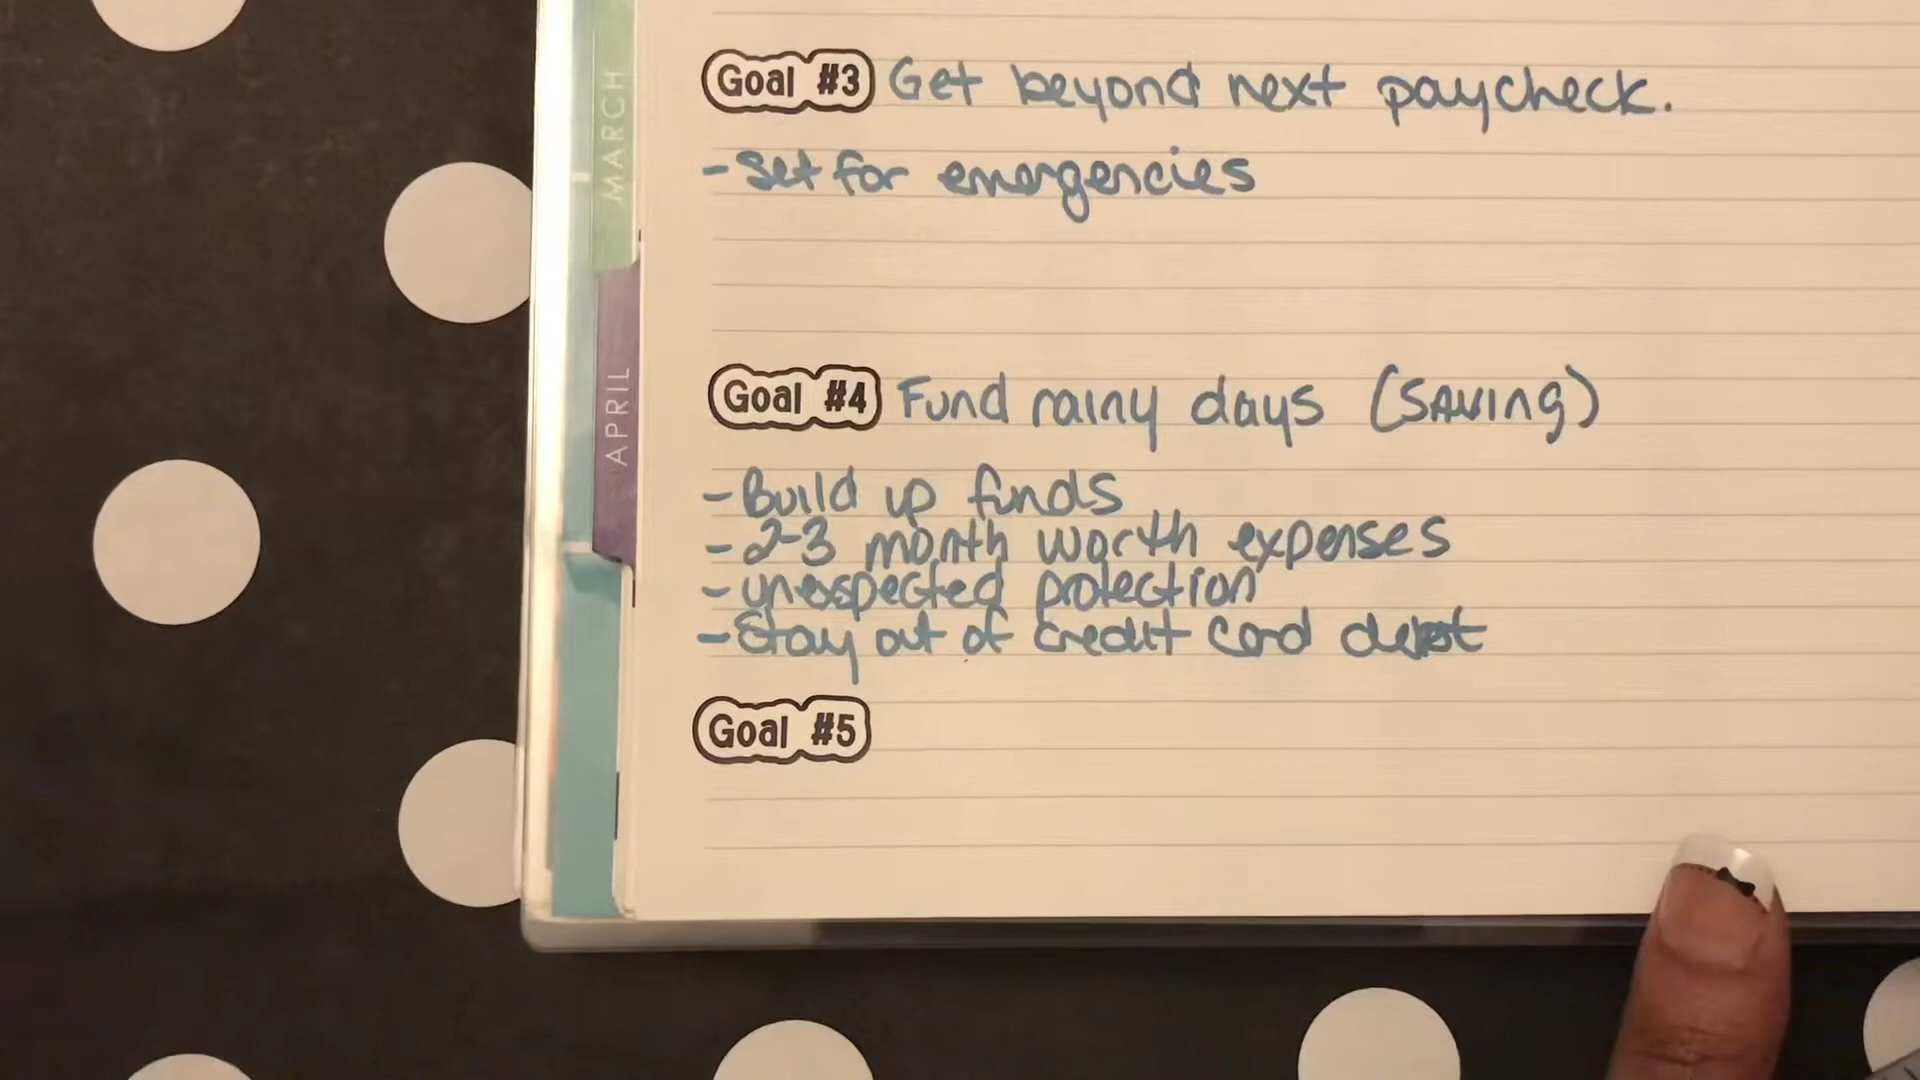 MARCH
Goal #3 Get beyond next paycheck.
- Set for emergencies
APRIL
Goal #4 Fund rainy days (SAVING)
- Build up funds
- 2-3 month worth expenses
- unexspected protection
- Stay out of credit card debt
Goal #5